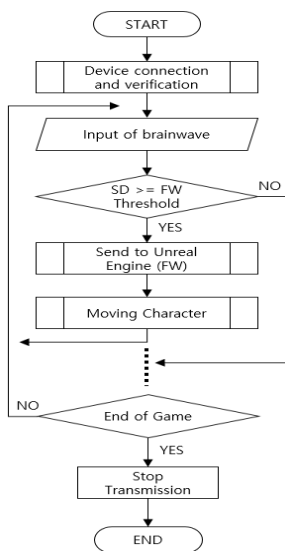 START
Device connection
and verification
Input of brainwave
SD >= FW
Threshold
NO
YES
Send to Unreal
Engine (FW)
Moving Character
NO
End of Game
YES
Stop
Transmission
END